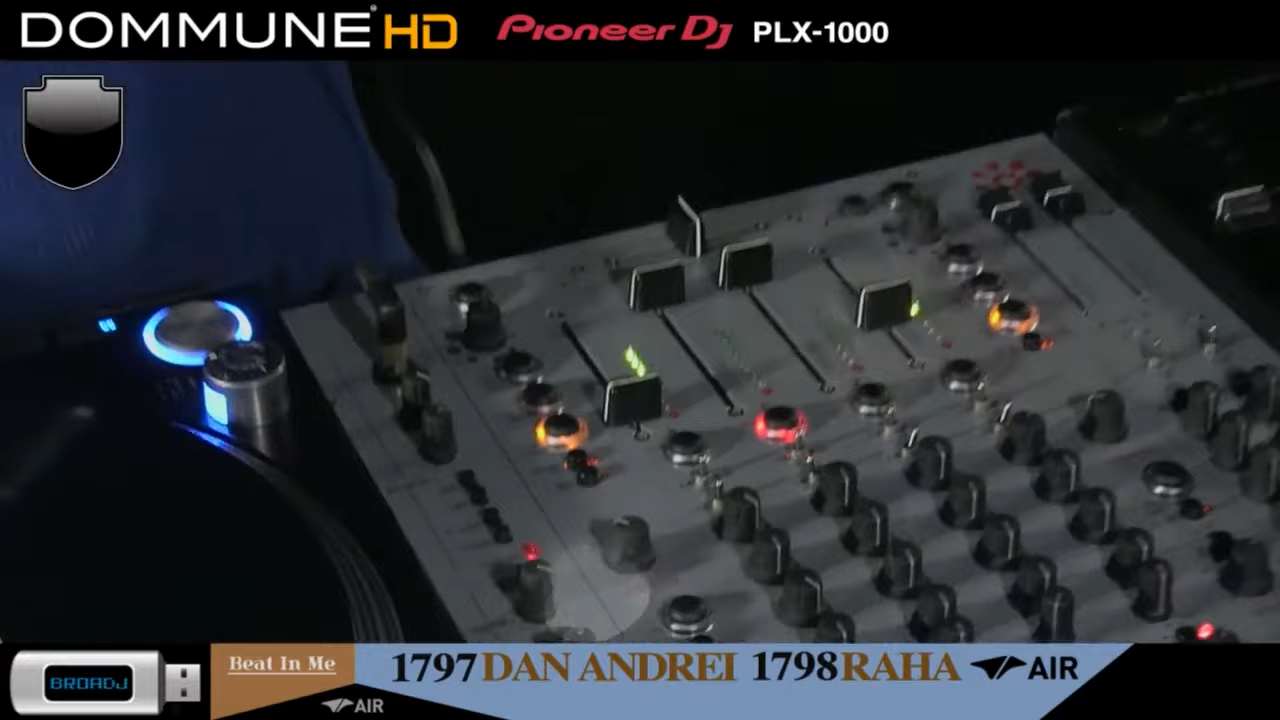 DOMMUNE HD Pioneer Dj PLX-1000
BROADJ
Beat In Me
AIR
1797 DAN ANDREI 1798 RAHA AIR